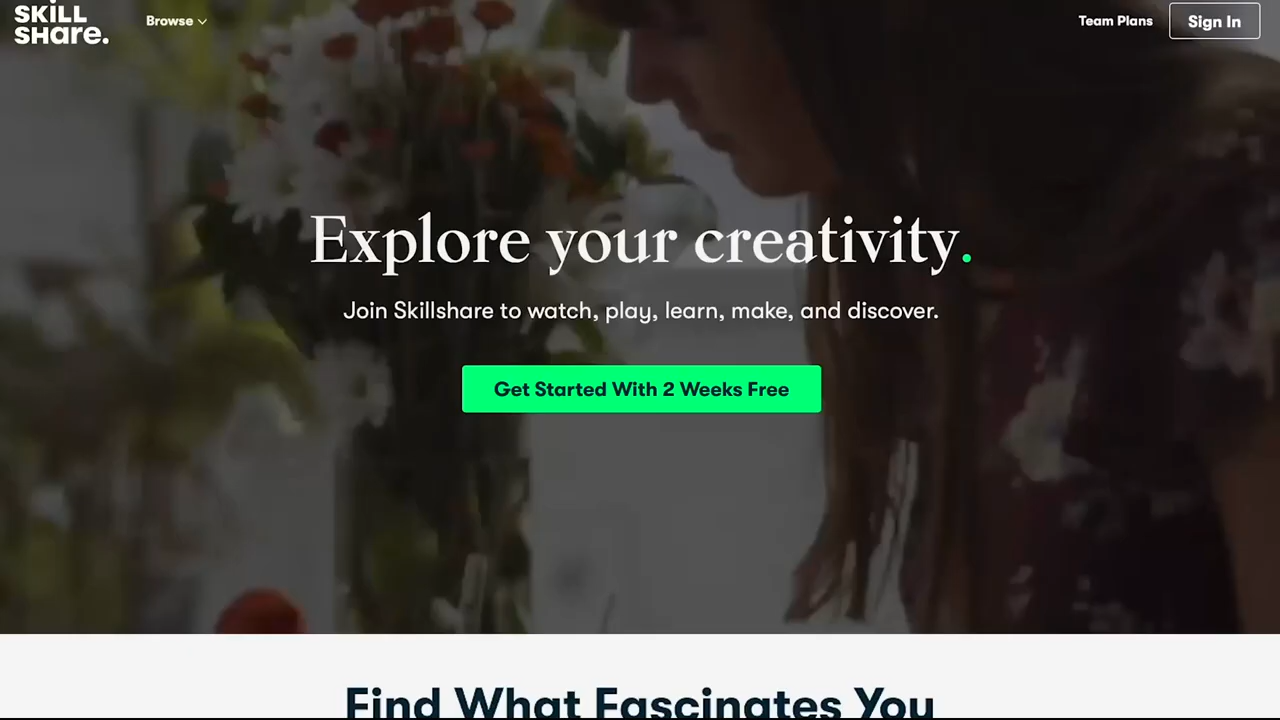 SKiLL
SHare.
Browse
Team Plans
Sign In
Explore your creativity.
Join Skillshare to watch, play, learn, make, and discover.
Get Started With 2 Weeks Free
Find What Fascinates You